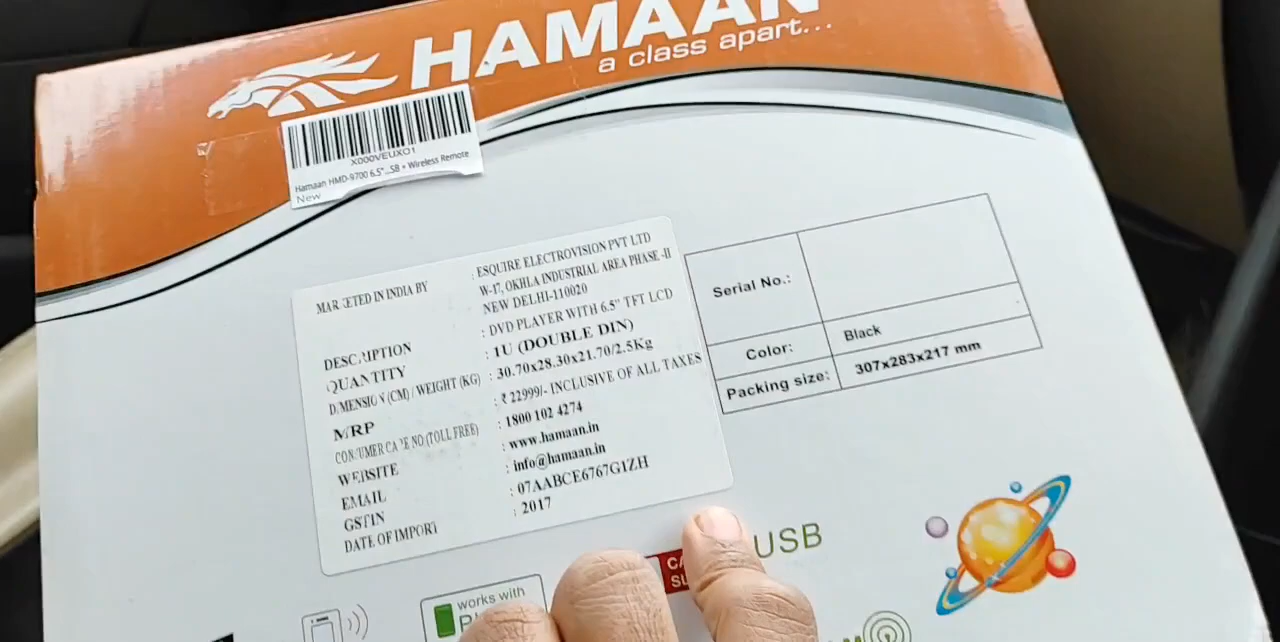 HAMAAN
a class apart...
X000VEUXO1
Hamaan HMD-9700 6.5"...SB + Wireless Remote
New
MARKETED IN INDIA BY : ESQUIRE ELECTROVISION PVT LTD
W-17, OKHLA INDUSTRIAL AREA PHASE -II
NEW DELHI-110020
DESCRIPTION : DVD PLAYER WITH 6.5" TFT LCD
QUANTITY : 1U (DOUBLE DIN)
DIMENSION (CM) / WEIGHT (KG) : 30.70x28.30x21.70/2.5Kg
MRP : ₹ 22999/- INCLUSIVE OF ALL TAXES
CONSUMER CARE NO (TOLL FREE) : 1800 102 4274
WEBSITE : www.hamaan.in
EMAIL : info@hamaan.in
GSTIN : 07AABCE6767G1ZH
DATE OF IMPORT : 2017
Serial No.:
Color: Black
Packing size: 307x283x217 mm
USB
works with